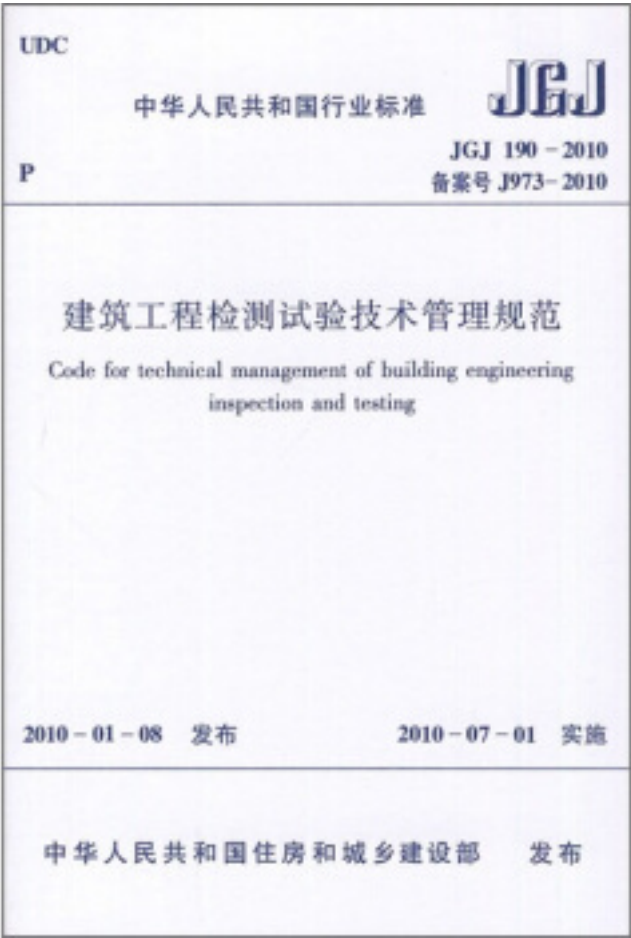 UDC
JGJ
中华人民共和国行业标准
JGJ 190-2010
P
备案号 J973-2010
建筑工程检测试验技术管理规范
Code for technical management of building engineering
inspection and testing
2010-01-08 发布 2010-07-01 实施
中华人民共和国住房和城乡建设部 发布